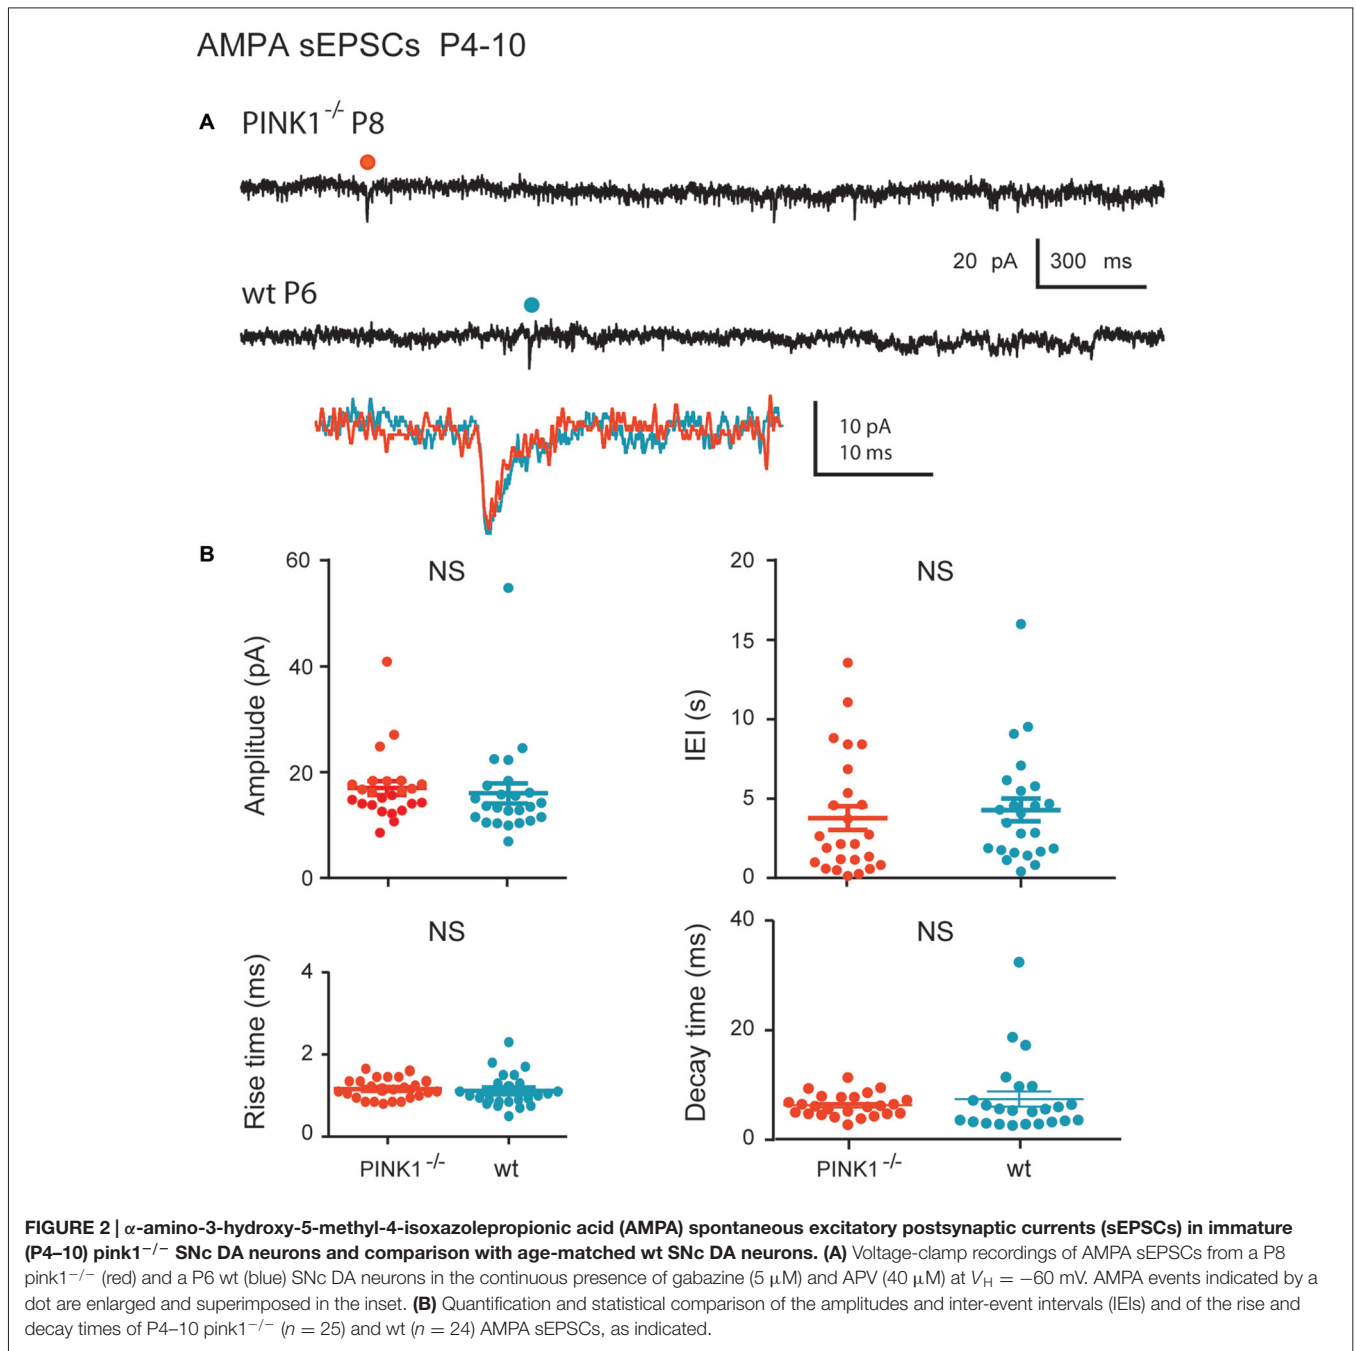 AMPA sEPSCs P4-10
A PINK1-/- P8
20 pA 300 ms
wt P6
10 pA
10 ms
B
60
NS
40
20
0
Amplitude (pA)
20
NS
15
10
5
0
IEI (s)
NS
4
2
0
Rise time (ms)
PINK1-/- wt
40
NS
20
0
Decay time (ms)
PINK1-/- wt
FIGURE 2 | α-amino-3-hydroxy-5-methyl-4-isoxazolepropionic acid (AMPA) spontaneous excitatory postsynaptic currents (sEPSCs) in immature
(P4–10) pink1−/− SNc DA neurons and comparison with age-matched wt SNc DA neurons. (A) Voltage-clamp recordings of AMPA sEPSCs from a P8
pink1−/− (red) and a P6 wt (blue) SNc DA neurons in the continuous presence of gabazine (5 μM) and APV (40 μM) at VH = −60 mV. AMPA events indicated by a
dot are enlarged and superimposed in the inset. (B) Quantification and statistical comparison of the amplitudes and inter-event intervals (IEIs) and of the rise and
decay times of P4–10 pink1−/− (n = 25) and wt (n = 24) AMPA sEPSCs, as indicated.